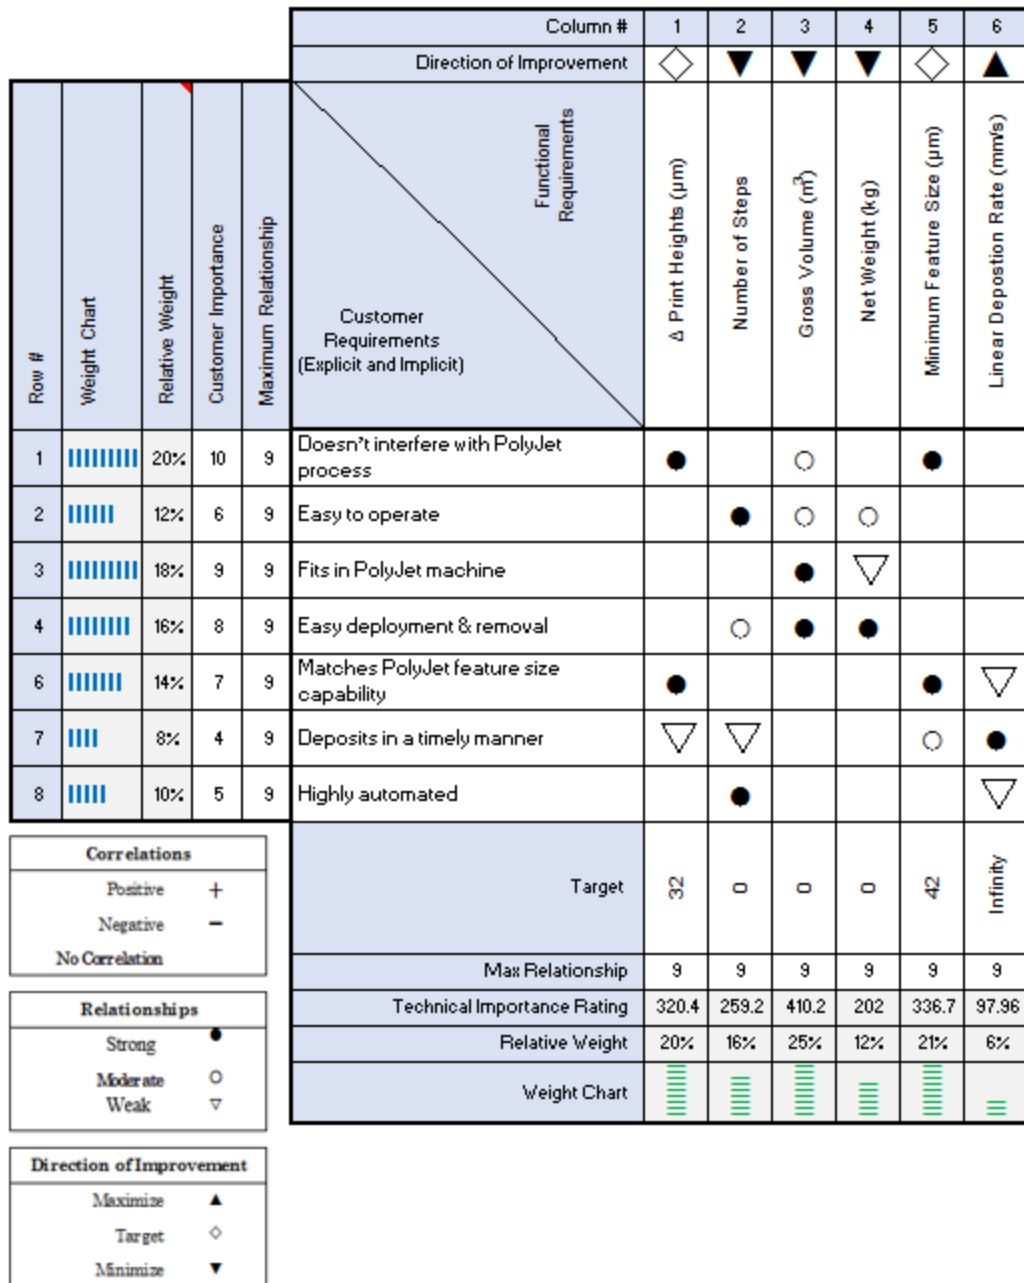 Column # 1 2 3 4 5 6
Direction of Improvement ◇ ▼ ▼ ▼ ◇ ▲
Row #
Weight Chart
Relative Weight
Customer Importance
Maximum Relationship
Functional
Requirements
Customer
Requirements
(Explicit and Implicit)
Δ Print Heights (μm)
Number of Steps
Gross Volume (m³)
Net Weight (kg)
Minimum Feature Size (μm)
Linear Depostion Rate (mm/s)
1 20% 10 9 Doesn't interfere with PolyJet
process ● ○ ●
2 12% 6 9 Easy to operate ● ○ ○
3 18% 9 9 Fits in PolyJet machine ● ▽
4 16% 8 9 Easy deployment & removal ○ ● ●
6 14% 7 9 Matches PolyJet feature size
capability ● ● ▽
7 8% 4 9 Deposits in a timely manner ▽ ▽ ○ ●
8 10% 5 9 Highly automated ● ▽
Target 32 0 0 0 42 Infinity
Max Relationship 9 9 9 9 9 9
Technical Importance Rating 320.4 259.2 410.2 202 336.7 97.96
Relative Weight 20% 16% 25% 12% 21% 6%
Weight Chart
Correlations
Positive +
Negative −
No Correlation
Relationships
Strong ●
Moderate ○
Weak ▽
Direction of Improvement
Maximize ▲
Target ◇
Minimize ▼